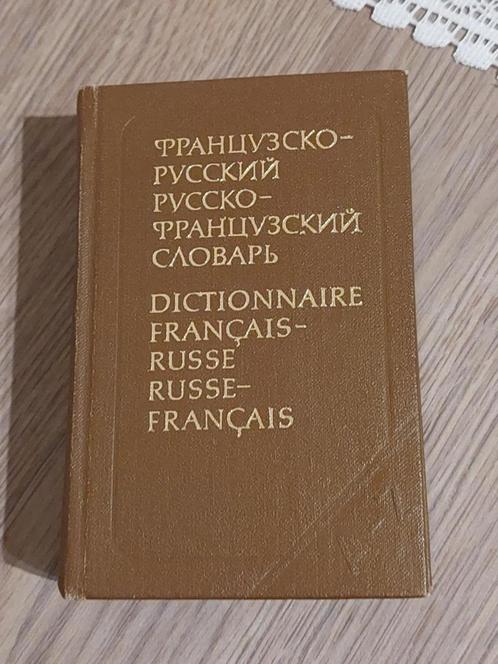 ФРАНЦУЗСКО-
РУССКИЙ
РУССКО-
ФРАНЦУЗСКИЙ
СЛОВАРЬ
DICTIONNAIRE
FRANÇAIS-
RUSSE
RUSSE-
FRANÇAIS